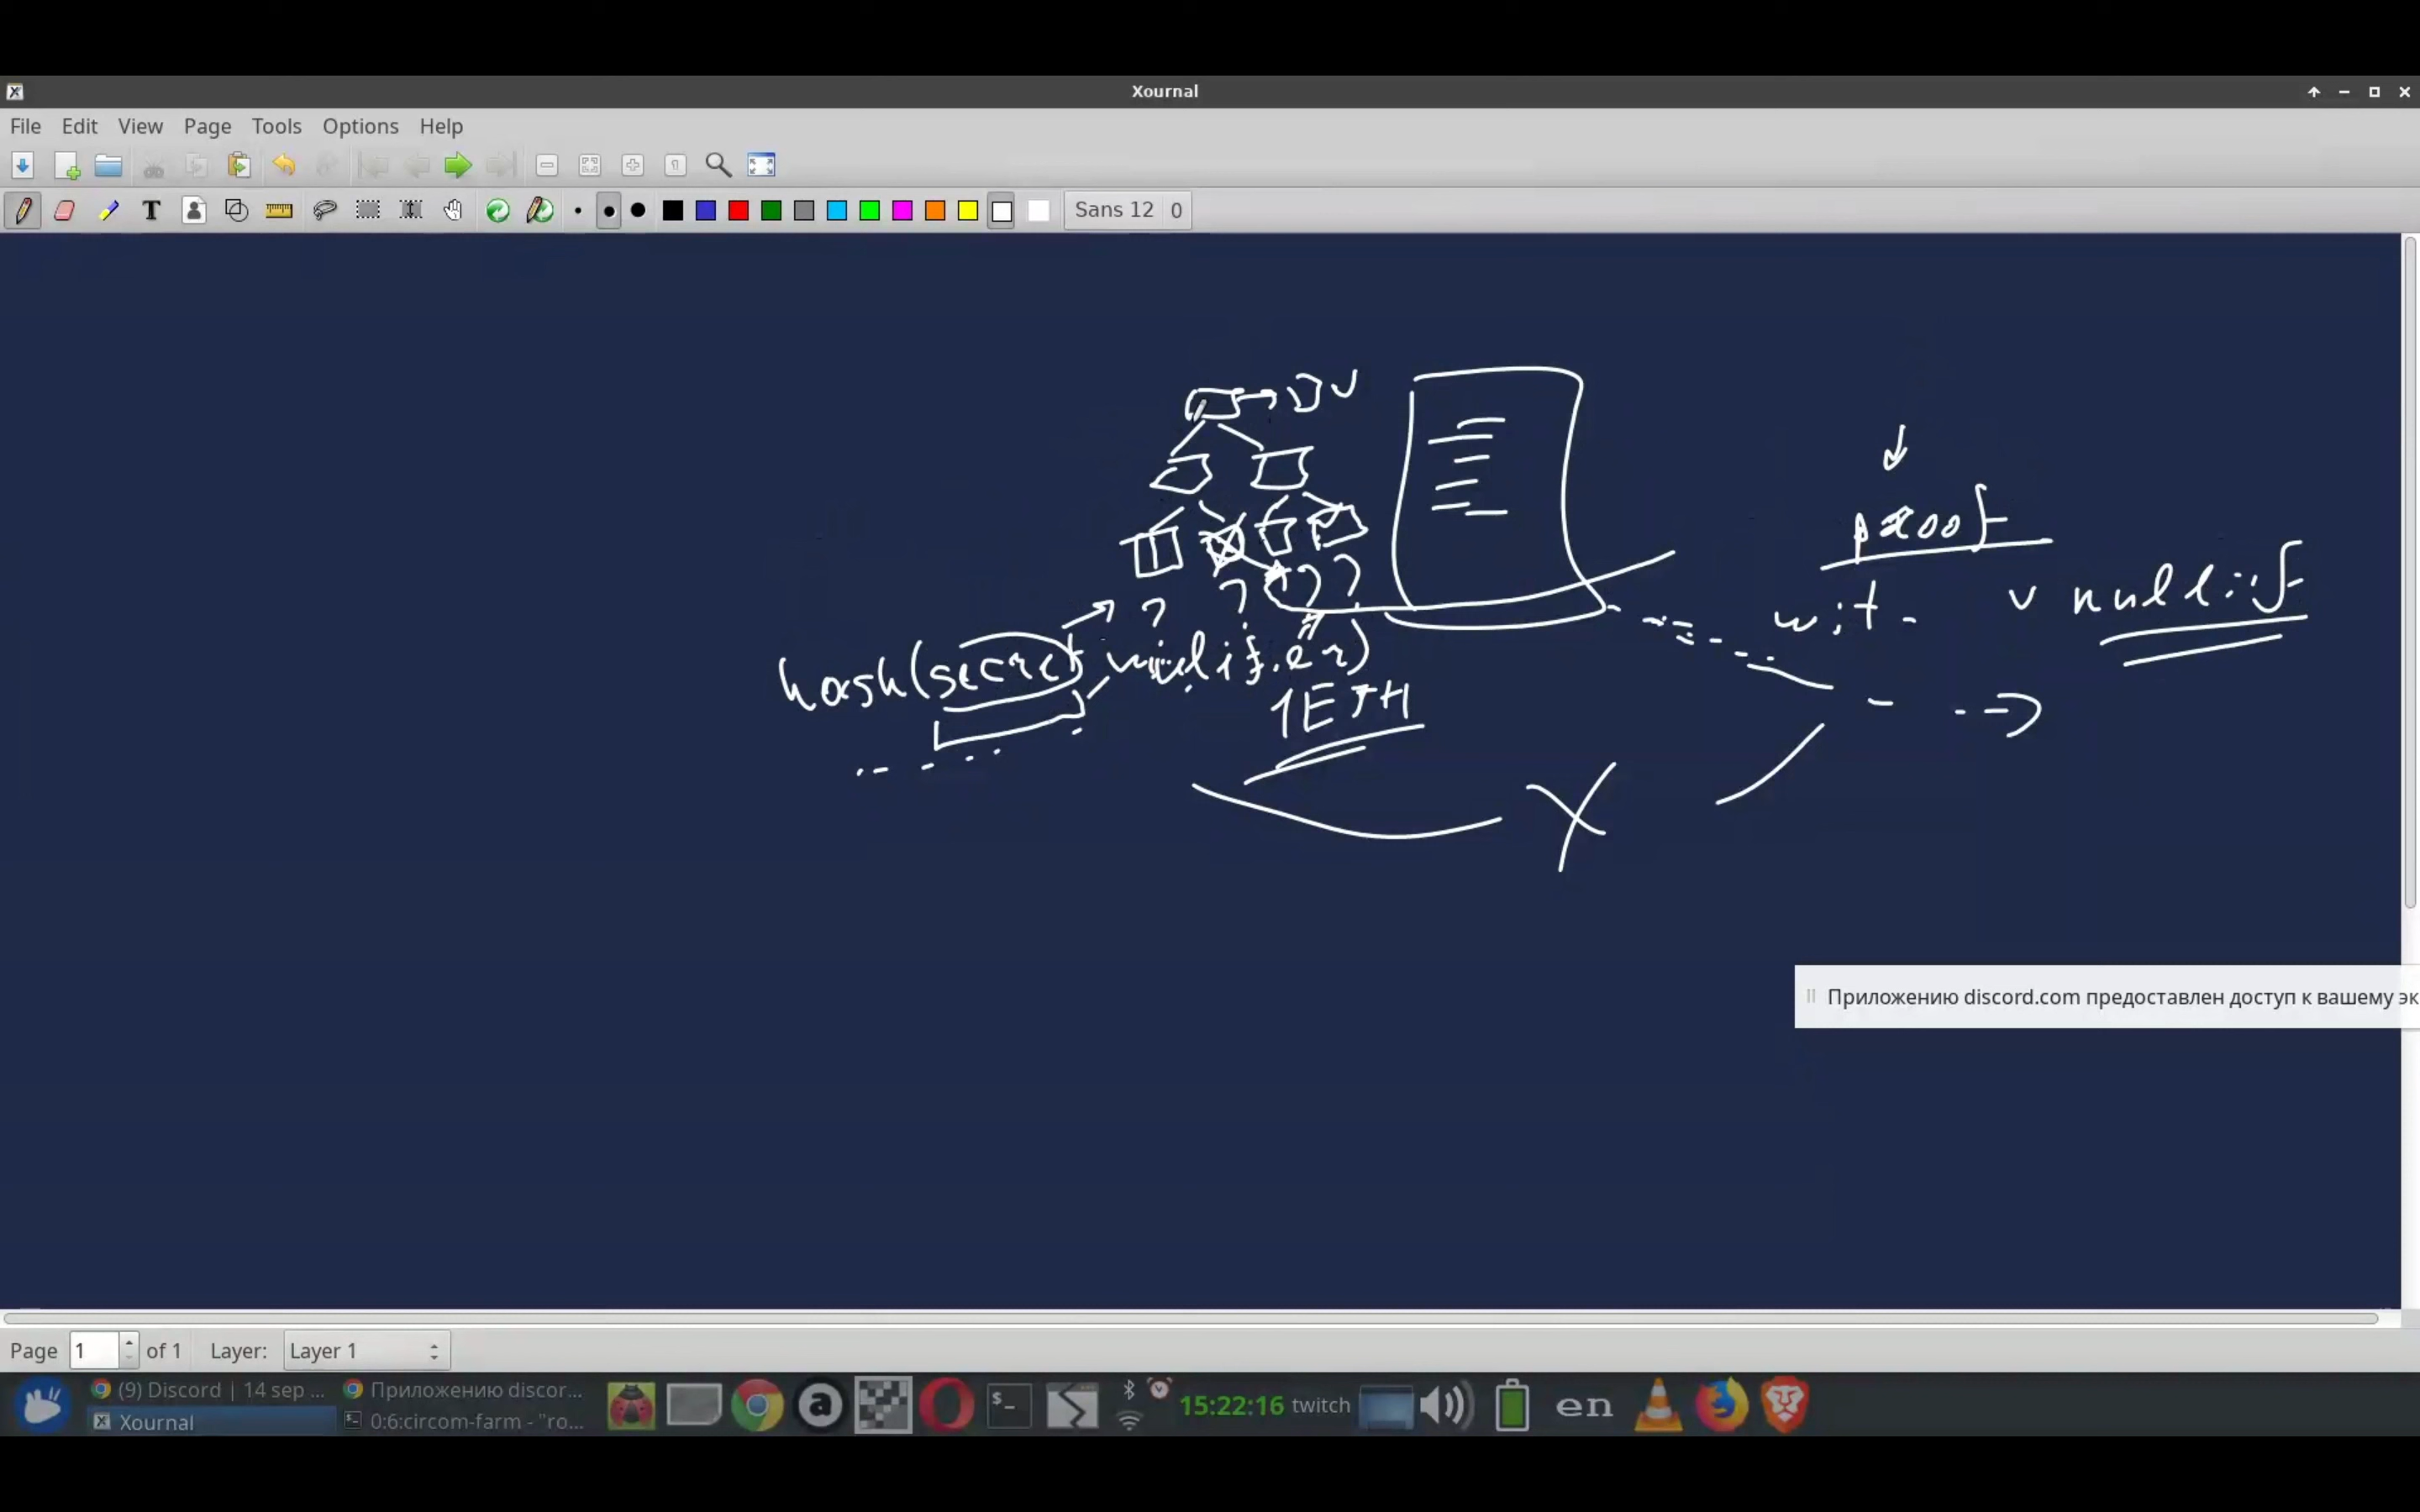 Xournal
File Edit View Page Tools Options Help
Sans 12 0
proof
wit.
v nullif
hash(secret nullifier)
1ETH
X
Приложению discord.com предоставлен доступ к вашему эк
Page 1 of 1 Layer: Layer 1
(9) Discord | 14 sep ...
Приложению discor...
Xournal
0:6:circom-farm - "ro...
15:22:16 twitch
en